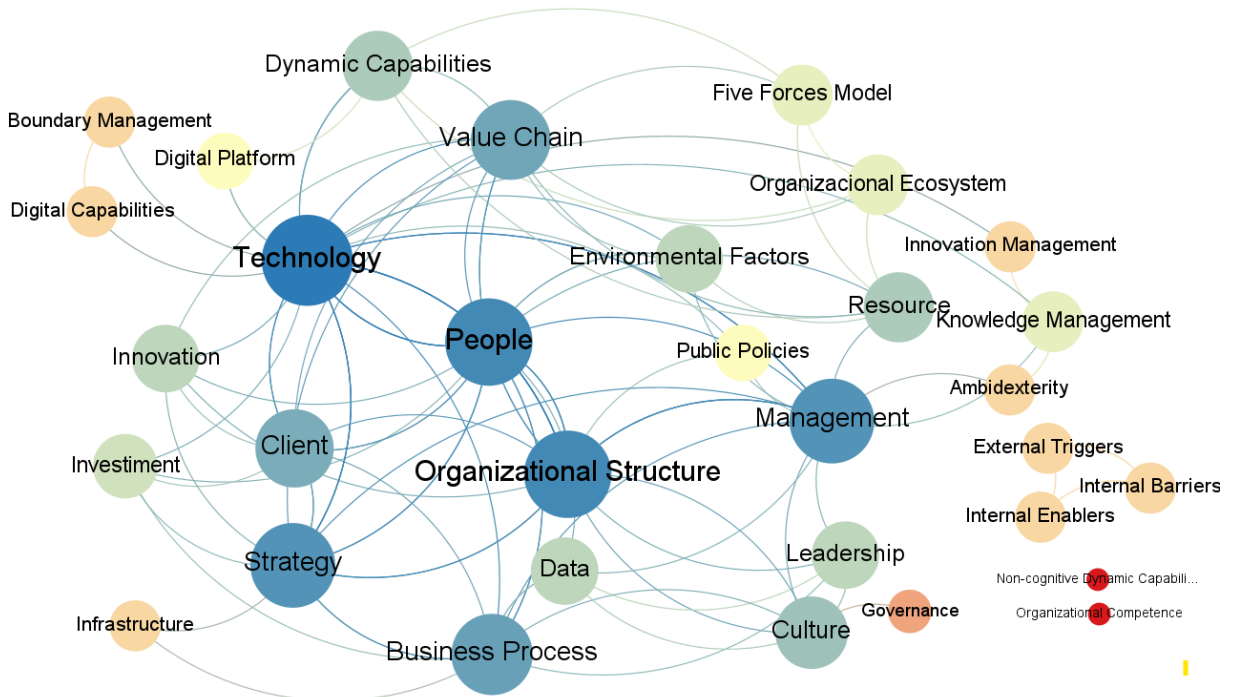 Dynamic Capabilities
Five Forces Model
Boundary Management
Value Chain
Digital Platform
Organizacional Ecosystem
Digital Capabilities
Technology
Environmental Factors
Innovation Management
Resource
Knowledge Management
People
Public Policies
Innovation
Ambidexterity
Management
Client
External Triggers
Investiment
Organizational Structure
Internal Barriers
Internal Enablers
Strategy
Data
Leadership
Non-cognitive Dynamic Capabili...
Governance
Organizational Competence
Infrastructure
Culture
Business Process